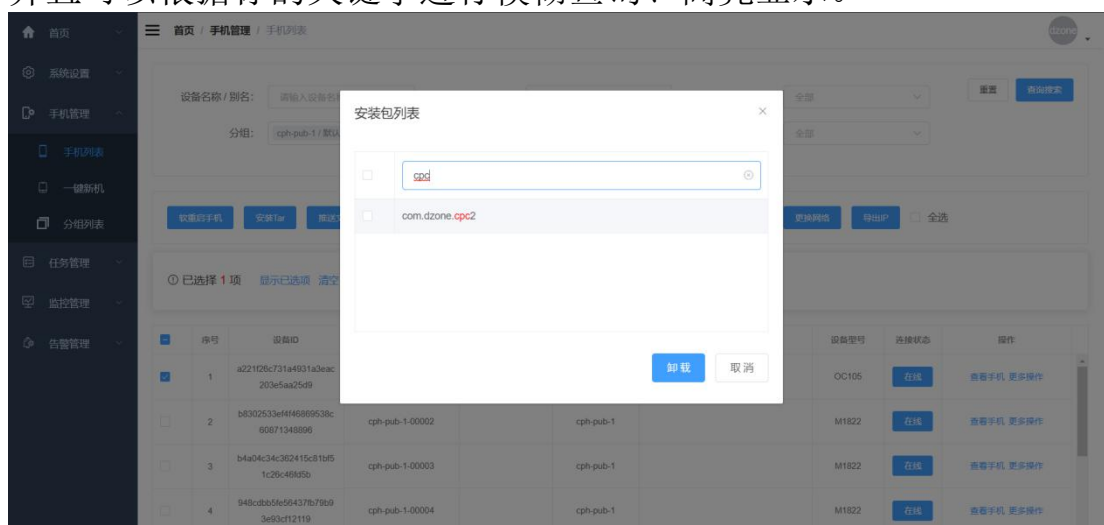 并且可以根据你的关键字进行模糊查询、高亮显示。
首页
首页 / 手机管理 / 手机列表
dzone
系统设置
设备名称 / 别名:
请输入设备名称
全部
重置
查询搜索
手机管理
安装包列表
分组:
cph-pub-1 / 默认
全部
手机列表
cpc
一键新机
com.dzone.cpc2
软重启手机
安装Tar
推送文
更换网络
导出IP
全选
分组列表
任务管理
已选择 1 项
显示已选项
清空
监控管理
告警管理
序号
设备ID
设备型号
连接状态
操作
卸载
取消
1
a221f26c731a4931a3eac
203e5aa25d9
OC105
在线
查看手机 更多操作
2
b8302533ef4f46869538c
60871348896
cph-pub-1-00002
cph-pub-1
M1822
在线
查看手机 更多操作
3
b4a04c34c362415c81bf5
1c26c46fd5b
cph-pub-1-00003
cph-pub-1
M1822
在线
查看手机 更多操作
4
948cdbb5fe56437fb79b9
3e93cf12119
cph-pub-1-00004
cph-pub-1
M1822
在线
查看手机 更多操作